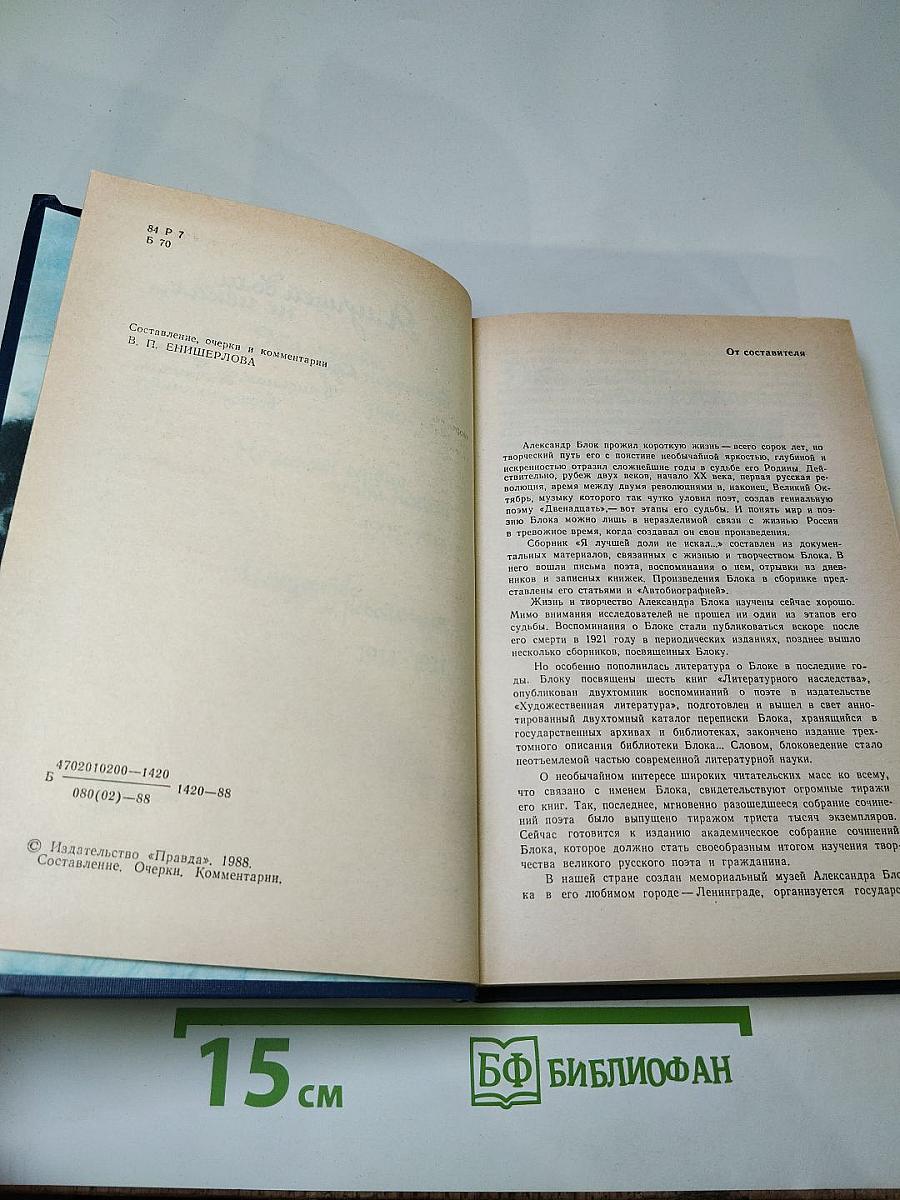 84 Р 7
Б 70
Составление, очерки и комментарии
В. П. ЕНИШЕРЛОВА
Б 4702010200—1420
080(02)—88
1420—88
© Издательство «Правда», 1988.
Составление. Очерки. Комментарии.
От составителя
Александр Блок прожил короткую жизнь — всего сорок лет, но
творческий путь его с поистине необычайной яркостью, глубиной и
искренностью отразил сложнейшие годы в судьбе его Родины. Дей-
ствительно, рубеж двух веков, начало XX века, первая русская ре-
волюция, время между двумя революциями и, наконец, Великий Ок-
тябрь, музыку которого так чутко уловил поэт, создав гениальную
поэму «Двенадцать»,— вот этапы его судьбы. И понять мир и поэ-
зию Блока можно лишь в неразделимой связи с жизнью России
в тревожное время, когда создавал он свои произведения.
Сборник «Я лучшей доли не искал...» составлен из докумен-
тальных материалов, связанных с жизнью и творчеством Блока. В
него вошли письма поэта, воспоминания о нем, отрывки из днев-
ников и записных книжек. Произведения Блока в сборнике пред-
ставлены его статьями и «Автобиографией».
Жизнь и творчество Александра Блока изучены сейчас хорошо.
Мимо внимания исследователей не прошел ни один из этапов его
судьбы. Воспоминания о Блоке стали публиковаться вскоре после
его смерти в 1921 году в периодических изданиях, позднее вышло
несколько сборников, посвященных Блоку.
Но особенно пополнилась литература о Блоке в последние го-
ды. Блоку посвящены шесть книг «Литературного наследства»,
опубликован двухтомник воспоминаний о поэте в издательстве
«Художественная литература», подготовлен и вышел в свет анно-
тированный двухтомный каталог переписки Блока, хранящийся в
государственных архивах и библиотеках, закончено издание трех-
томного описания библиотеки Блока... Словом, блоковедение стало
неотъемлемой частью современной литературной науки.
О необычайном интересе широких читательских масс ко всему,
что связано с именем Блока, свидетельствуют огромные тиражи
его книг. Так, последнее, мгновенно разошедшееся собрание сочине-
ний поэта было выпущено тиражом триста тысяч экземпляров.
Сейчас готовится к изданию академическое собрание сочинений
Блока, которое должно стать своеобразным итогом изучения твор-
чества великого русского поэта и гражданина.
В нашей стране создан мемориальный музей Александра Бло
ка в его любимом городе — Ленинграде, организуется государс
15 см
БФ БИБЛИОФАН